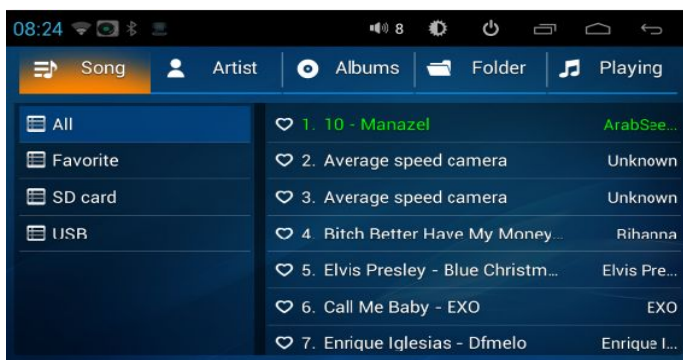 08:24 8
Song Artist Albums Folder Playing
All
Favorite
SD card
USB
1. 10 - Manazel ArabSee...
2. Average speed camera Unknown
3. Average speed camera Unknown
4. Bitch Better Have My Money... Rihanna
5. Elvis Presley - Blue Christm... Elvis Pre...
6. Call Me Baby - EXO EXO
7. Enrique Iglesias - Dfmelo Enrique I...